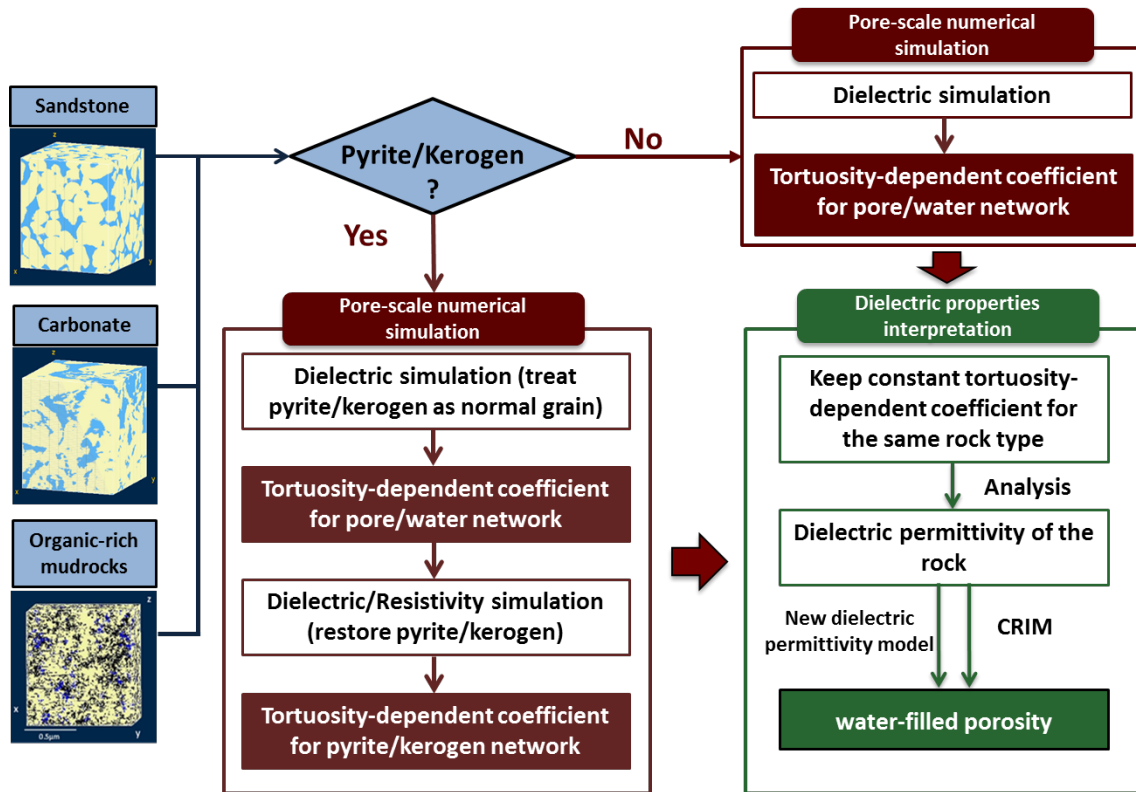 Sandstone
z
x
y
Carbonate
z
x
y
Organic-rich
mudrocks
z
x
0.5μm
y
Pyrite/Kerogen
?
No
Yes
Pore-scale numerical
simulation
Dielectric simulation
Tortuosity-dependent coefficient
for pore/water network
Pore-scale numerical
simulation
Dielectric simulation (treat
pyrite/kerogen as normal grain)
Tortuosity-dependent coefficient
for pore/water network
Dielectric/Resistivity simulation
(restore pyrite/kerogen)
Tortuosity-dependent coefficient
for pyrite/kerogen network
Dielectric properties
interpretation
Keep constant tortuosity-
dependent coefficient for
the same rock type
Analysis
Dielectric permittivity of the
rock
New dielectric
permittivity model
CRIM
water-filled porosity